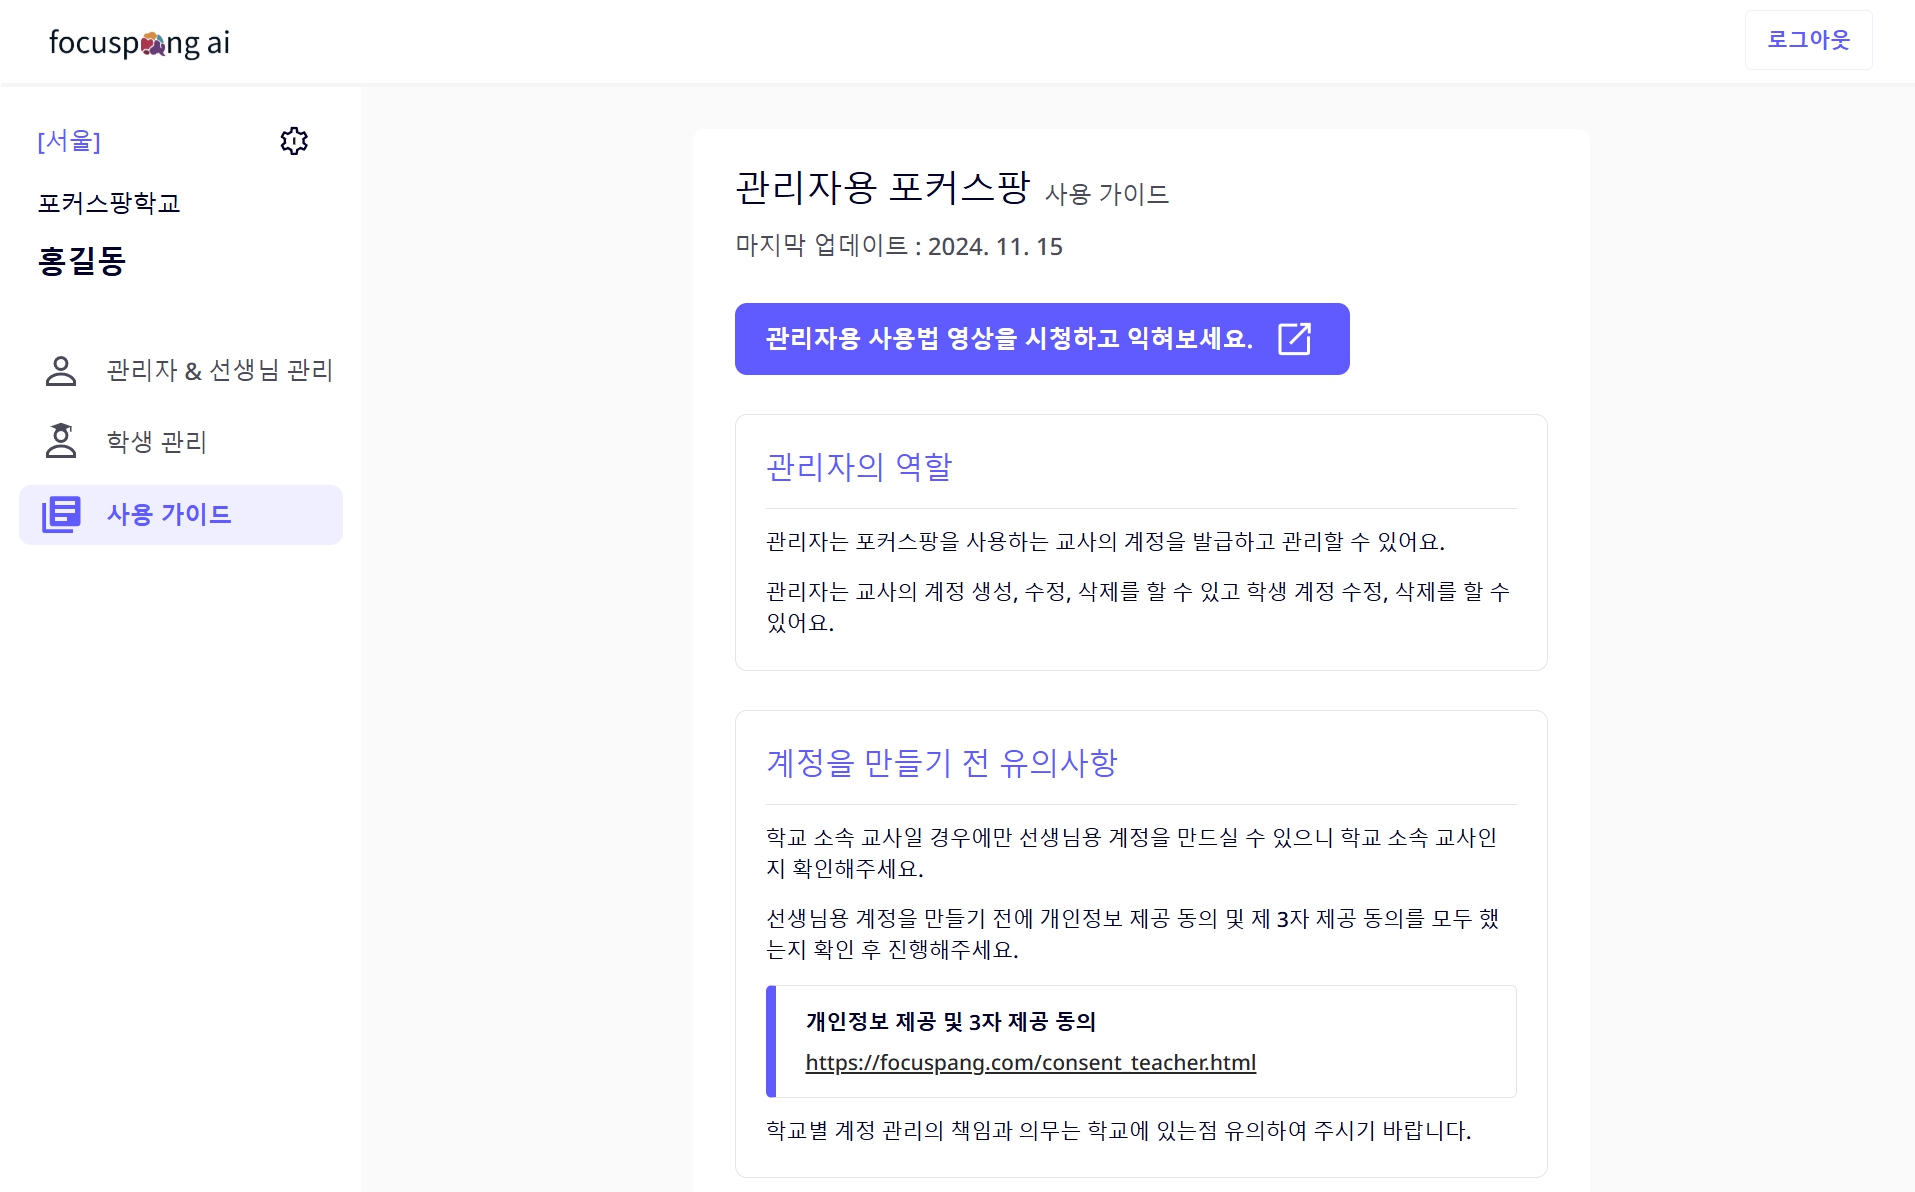 focuspang ai
로그아웃
[서울]
포커스팡학교
홍길동
관리자 & 선생님 관리
학생 관리
사용 가이드
관리자용 포커스팡 사용 가이드
마지막 업데이트 : 2024. 11. 15
관리자용 사용법 영상을 시청하고 익혀보세요.
관리자의 역할
관리자는 포커스팡을 사용하는 교사의 계정을 발급하고 관리할 수 있어요.
관리자는 교사의 계정 생성, 수정, 삭제를 할 수 있고 학생 계정 수정, 삭제를 할 수
있어요.
계정을 만들기 전 유의사항
학교 소속 교사일 경우에만 선생님용 계정을 만드실 수 있으니 학교 소속 교사인
지 확인해주세요.
선생님용 계정을 만들기 전에 개인정보 제공 동의 및 제 3자 제공 동의를 모두 했
는지 확인 후 진행해주세요.
개인정보 제공 및 3자 제공 동의
https://focuspang.com/consent_teacher.html
학교별 계정 관리의 책임과 의무는 학교에 있는점 유의하여 주시기 바랍니다.